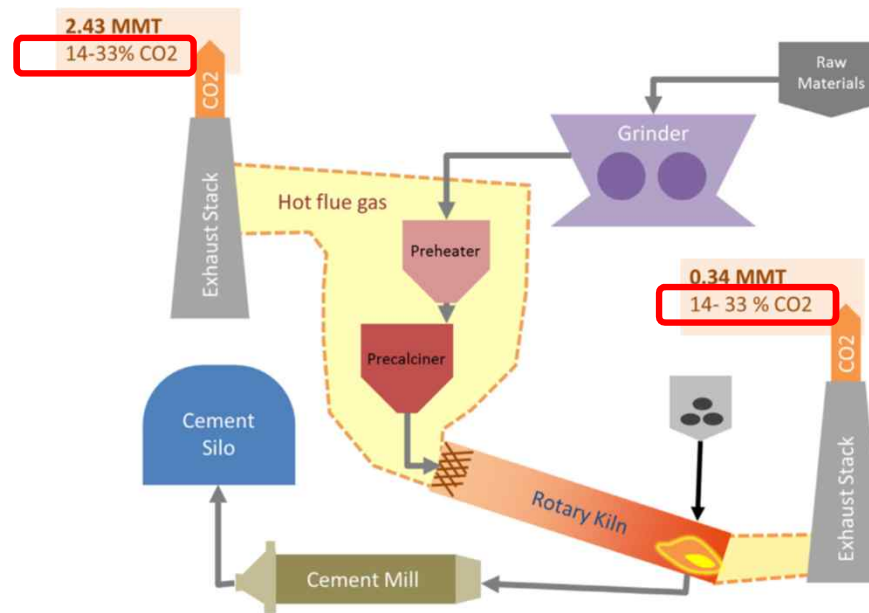 2.43 MMT
14-33% CO2
CO2
Exhaust Stack
Hot flue gas
Raw
Materials
Grinder
Preheater
Precalciner
0.34 MMT
14- 33 % CO2
CO2
Exhaust Stack
Cement
Silo
Rotary Kiln
Cement Mill